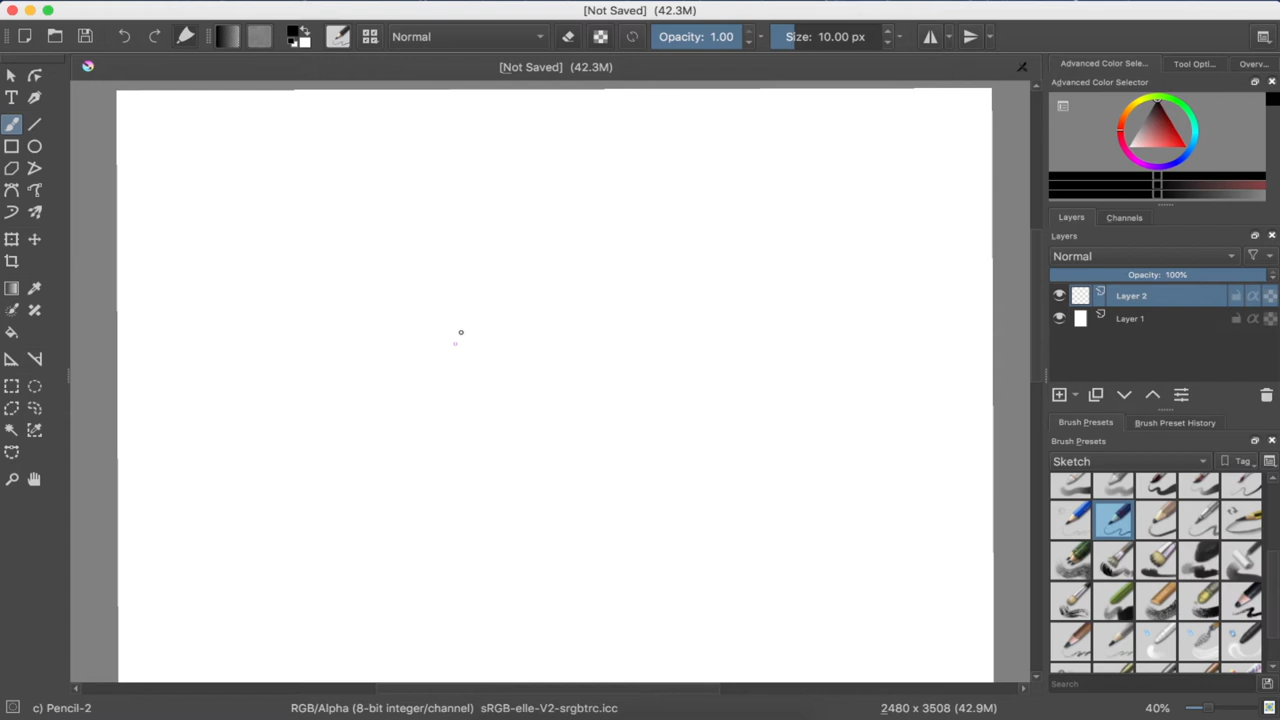 [Not Saved] (42.3M)
Normal
Opacity: 1.00
Size: 10.00 px
[Not Saved] (42.3M)
Advanced Color Sele...
Tool Opti...
Overv...
Advanced Color Selector
Layers
Channels
Layers
Normal
Opacity: 100%
Layer 2
Layer 1
Brush Presets
Brush Preset History
Brush Presets
Sketch
Tag
Search
c) Pencil-2
RGB/Alpha (8-bit integer/channel) sRGB-elle-V2-srgbtrc.icc
2480 x 3508 (42.9M)
40%